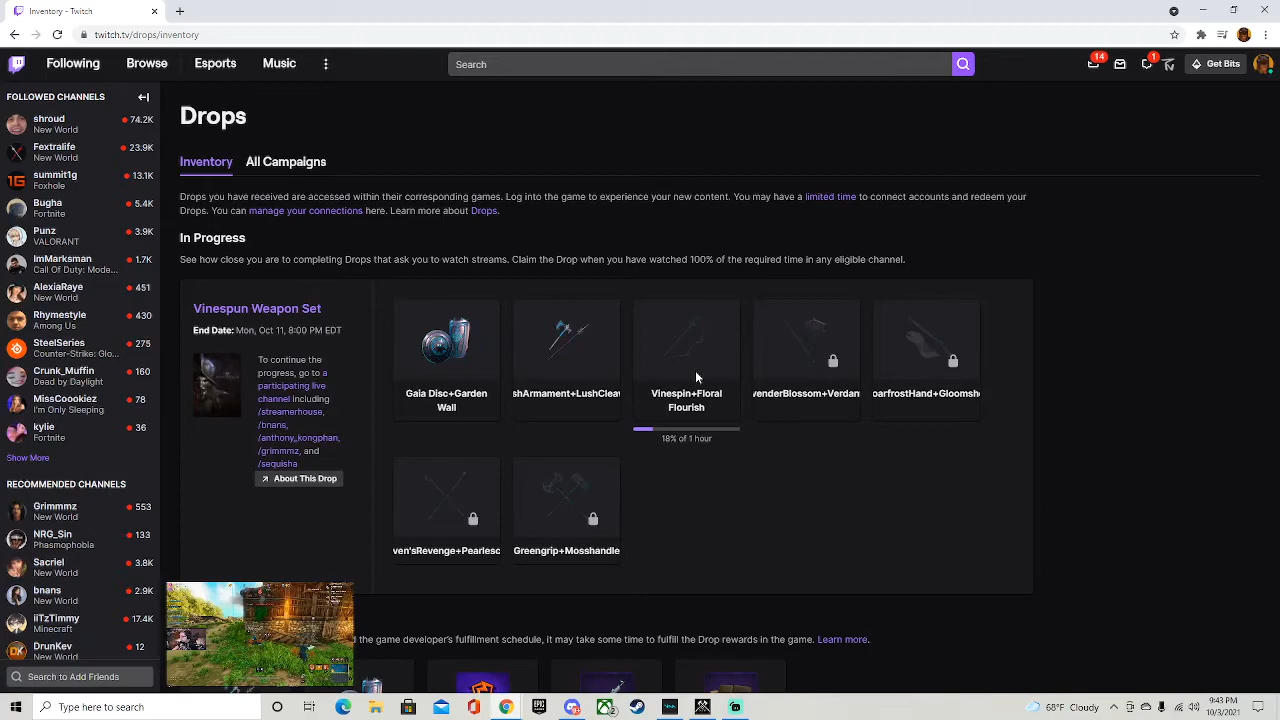 Inventory - Twitch
twitch.tv/drops/inventory
Following
Browse
Esports
Music
Search
14
1
Get Bits
FOLLOWED CHANNELS
shroud
New World
74.2K
Fextralife
New World
23.9K
summit1g
Foxhole
13.1K
Bugha
Fortnite
5.4K
Punz
VALORANT
3.9K
inMarksman
Call Of Duty: Mode...
1.7K
AlexiaRaye
New World
451
Rhymestyle
Among Us
430
SteelSeries
Counter-Strike: Glo...
275
Crunk_Muffin
Dead by Daylight
160
MissCoookiez
I'm Only Sleeping
78
kylie
Fortnite
36
Show More
RECOMMENDED CHANNELS
Grimmmz
New World
553
NRG_Sin
Phasmophobia
133
Sacriel
New World
3.8K
bnans
New World
2.9K
iiTzTimmy
Minecraft
17.4K
DrunKev
12
Search to Add Friends
Drops
Inventory
All Campaigns
Drops you have received are accessed within their corresponding games. Log into the game to experience your new content. You may have a limited time to connect accounts and redeem your
Drops. You can manage your connections here. Learn more about Drops.
In Progress
See how close you are to completing Drops that ask you to watch streams. Claim the Drop when you have watched 100% of the required time in any eligible channel.
Vinespun Weapon Set
End Date: Mon, Oct 11, 8:00 PM EDT
To continue the
progress, go to a
participating live
channel including
/streamerhouse,
/bnans,
/anthony_kongphan,
/grimmmz, and
/sequisha
About This Drop
Gaia Disc+Garden
Wall
shArmament+LushCleav
Vinespin+Floral
Flourish
18% of 1 hour
venderBlossom+Verdant
oarfrostHand+Gloomsho
ven'sRevenge+Pearlesc
Greengrip+Mosshandle
d the game developer's fulfillment schedule, it may take some time to fulfill the Drop rewards in the game. Learn more.
Type here to search
68°F Cloudy
9:43 PM
10/3/2021